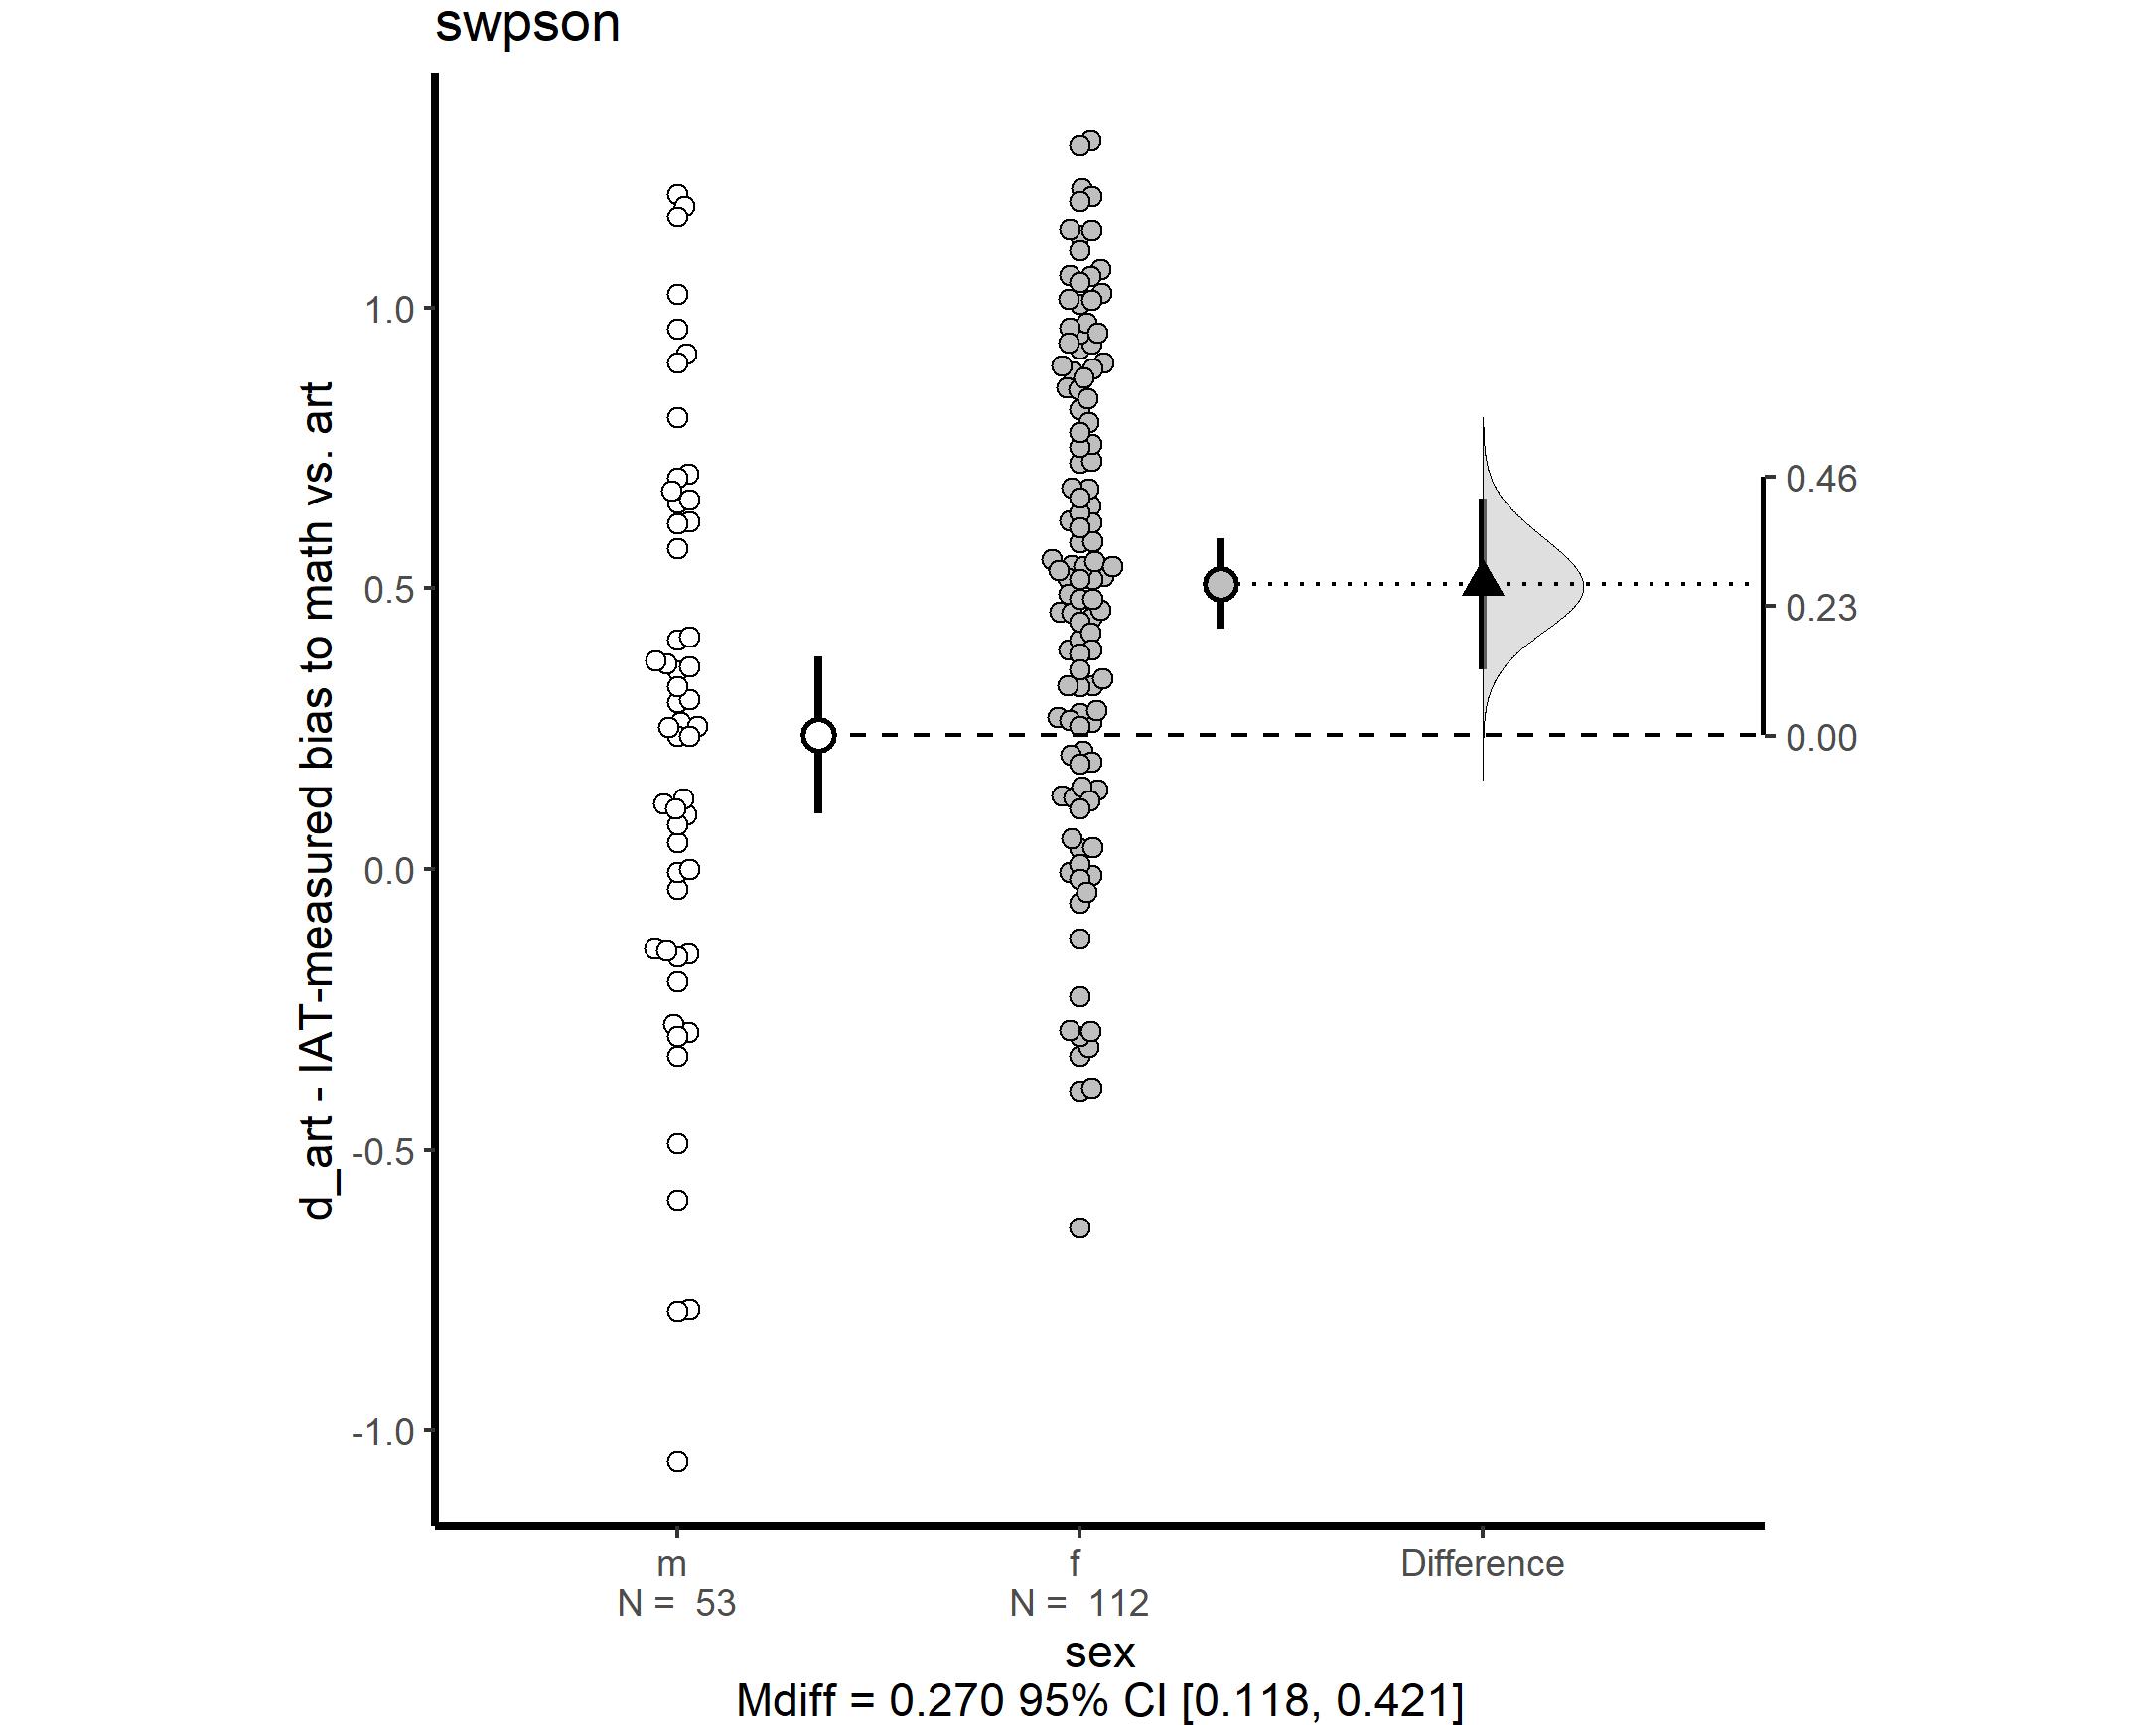 swpson
d_art - IAT-measured bias to math vs. art
1.0
0.5
0.0
-0.5
-1.0
0.46
0.23
0.00
m
N = 53
f
N = 112
Difference
sex
Mdiff = 0.270 95% CI [0.118, 0.421]